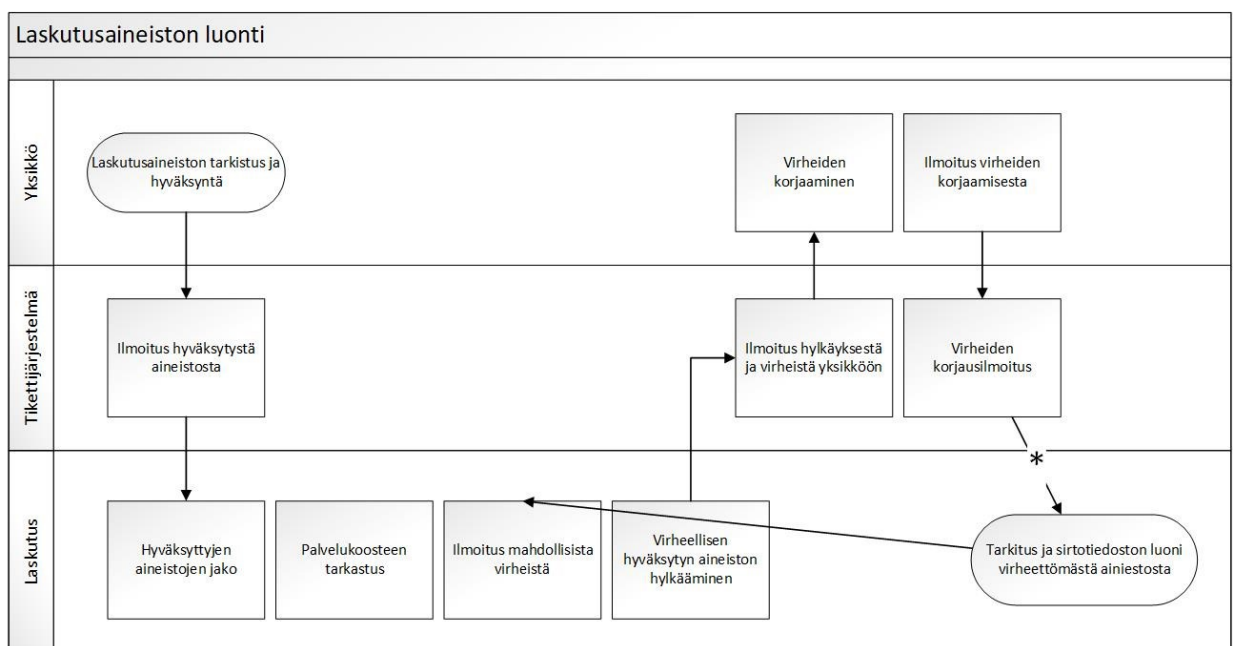 Laskutusaineiston luonti
Yksikkö
Laskutusaineiston tarkistus ja
hyväksyntä
Virheiden
korjaaminen
Ilmoitus virheiden
korjaamisesta
Tikettijärjestelmä
Ilmoitus hyväksytystä
aineistosta
Ilmoitus hylkäyksestä
ja virheistä yksikköön
Virheiden
korjausilmoitus
*
Laskutus
Hyväksyttyjen
aineistojen jako
Palvelukoosteen
tarkastus
Ilmoitus mahdollisista
virheistä
Virheellisen
hyväksytyn aineiston
hylkääminen
Tarkitus ja sirtotiedoston luoni
virheettömästä ainiestosta